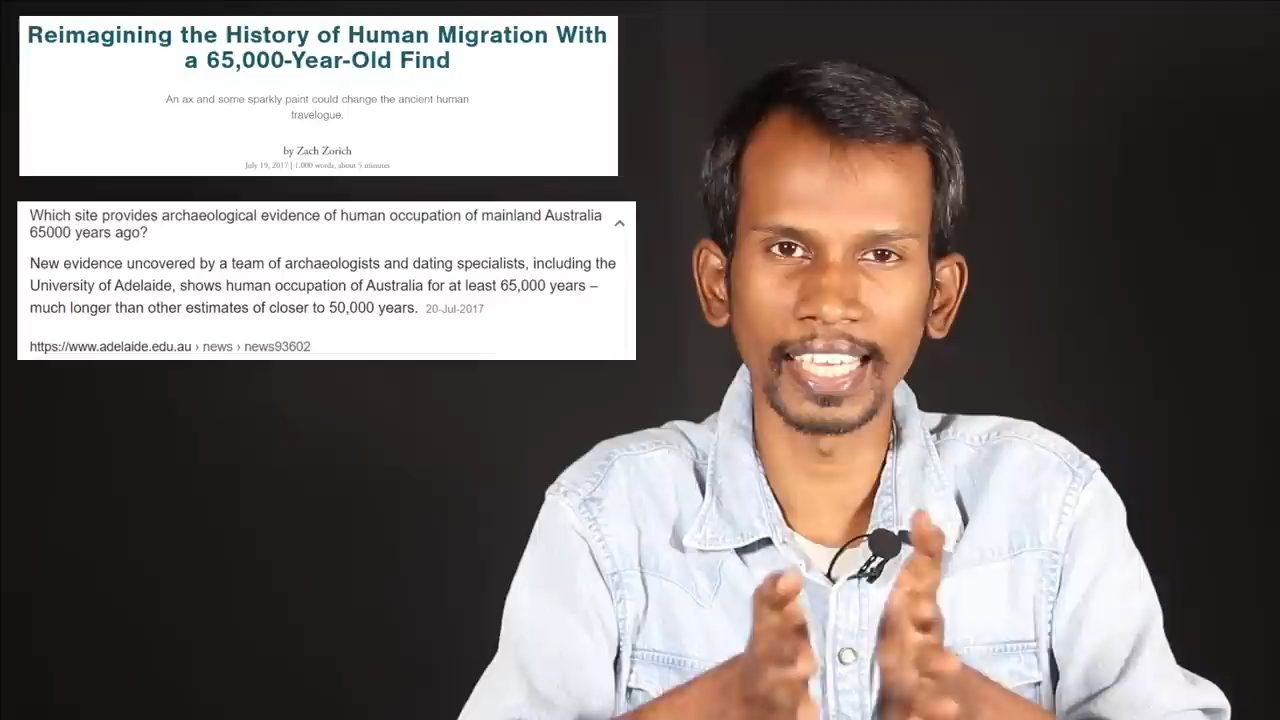 Reimagining the History of Human Migration With
a 65,000-Year-Old Find
An ax and some sparkly paint could change the ancient human
travelogue.
by Zach Zorich
July 19, 2017 | 1,000 words, about 5 minutes
Which site provides archaeological evidence of human occupation of mainland Australia
65000 years ago?
New evidence uncovered by a team of archaeologists and dating specialists, including the
University of Adelaide, shows human occupation of Australia for at least 65,000 years –
much longer than other estimates of closer to 50,000 years. 20-Jul-2017
https://www.adelaide.edu.au › news › news93602